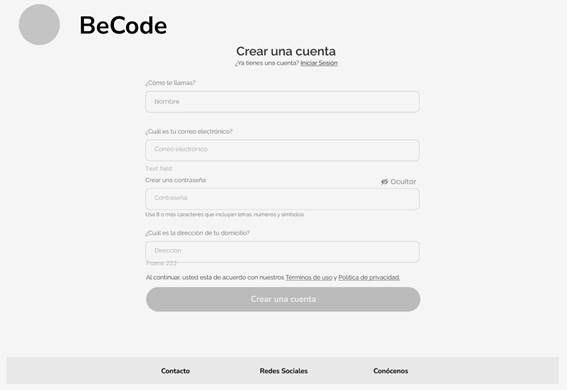 BeCode
Crear una cuenta
¿Ya tienes una cuenta? Iniciar Sesión
¿Cómo te llamas?
Nombre
¿Cuál es tu correo electrónico?
Correo electrónico
Text field
Crear una contraseña
Ocultar
Contraseña
Usa 8 o más caracteres que incluyan letras, números y símbolos
¿Cuál es la dirección de tu domicilio?
Dirección
Frame 222
Al continuar, usted está de acuerdo con nuestros Términos de uso y Política de privacidad.
Crear una cuenta
Contacto
Redes Sociales
Conócenos